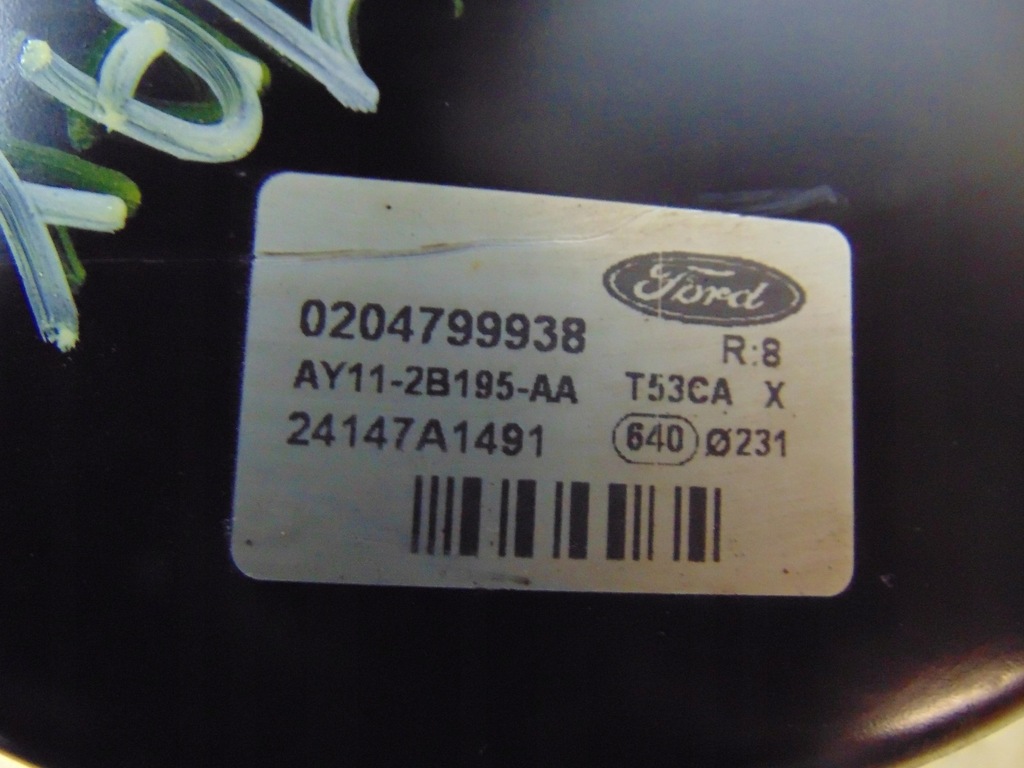 Ford
0204799938
R:8
AY11-2B195-AA T53CA X
24147A1491 640 Ø231